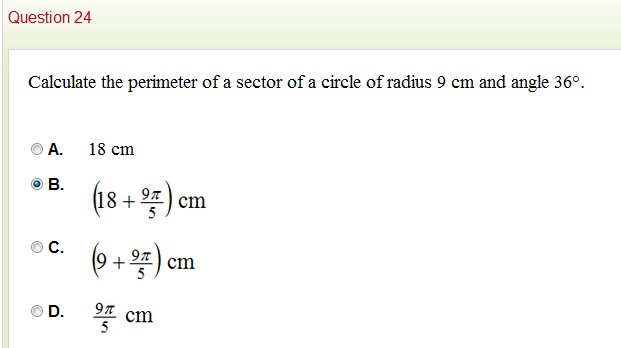 Question 24
Calculate the perimeter of a sector of a circle of radius 9 cm and angle 36°.
A. 18 cm
B. (18 + 9π/5) cm
C. (9 + 9π/5) cm
D. 9π/5 cm